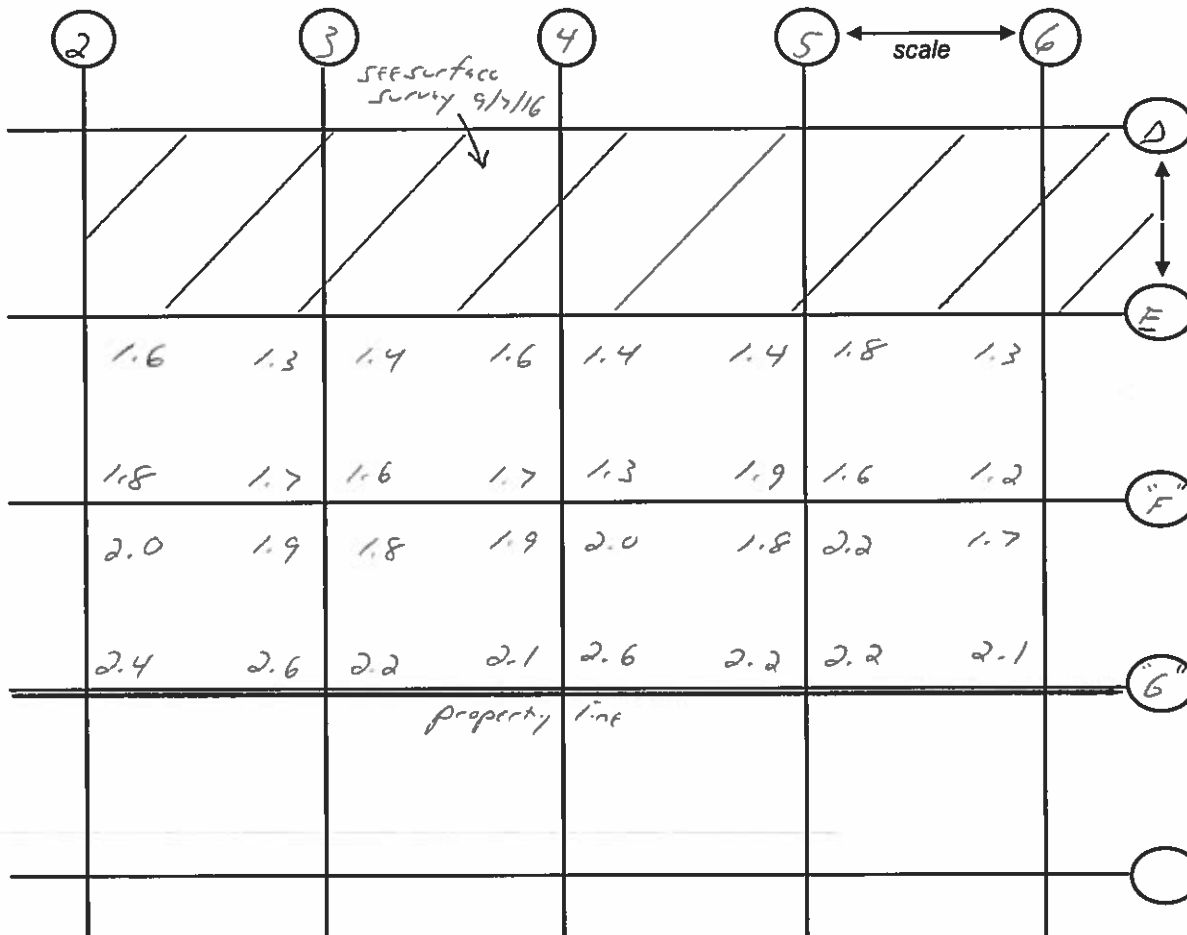 2 3 4 5 scale 6
SEE surface
survey 9/7/16
D
E
1.6 1.3 1.4 1.6 1.4 1.4 1.8 1.3
1.8 1.7 1.6 1.7 1.3 1.9 1.6 1.2
"F"
2.0 1.9 1.8 1.9 2.0 1.8 2.2 1.7
2.4 2.6 2.2 2.1 2.6 2.2 2.2 2.1
"G"
property line